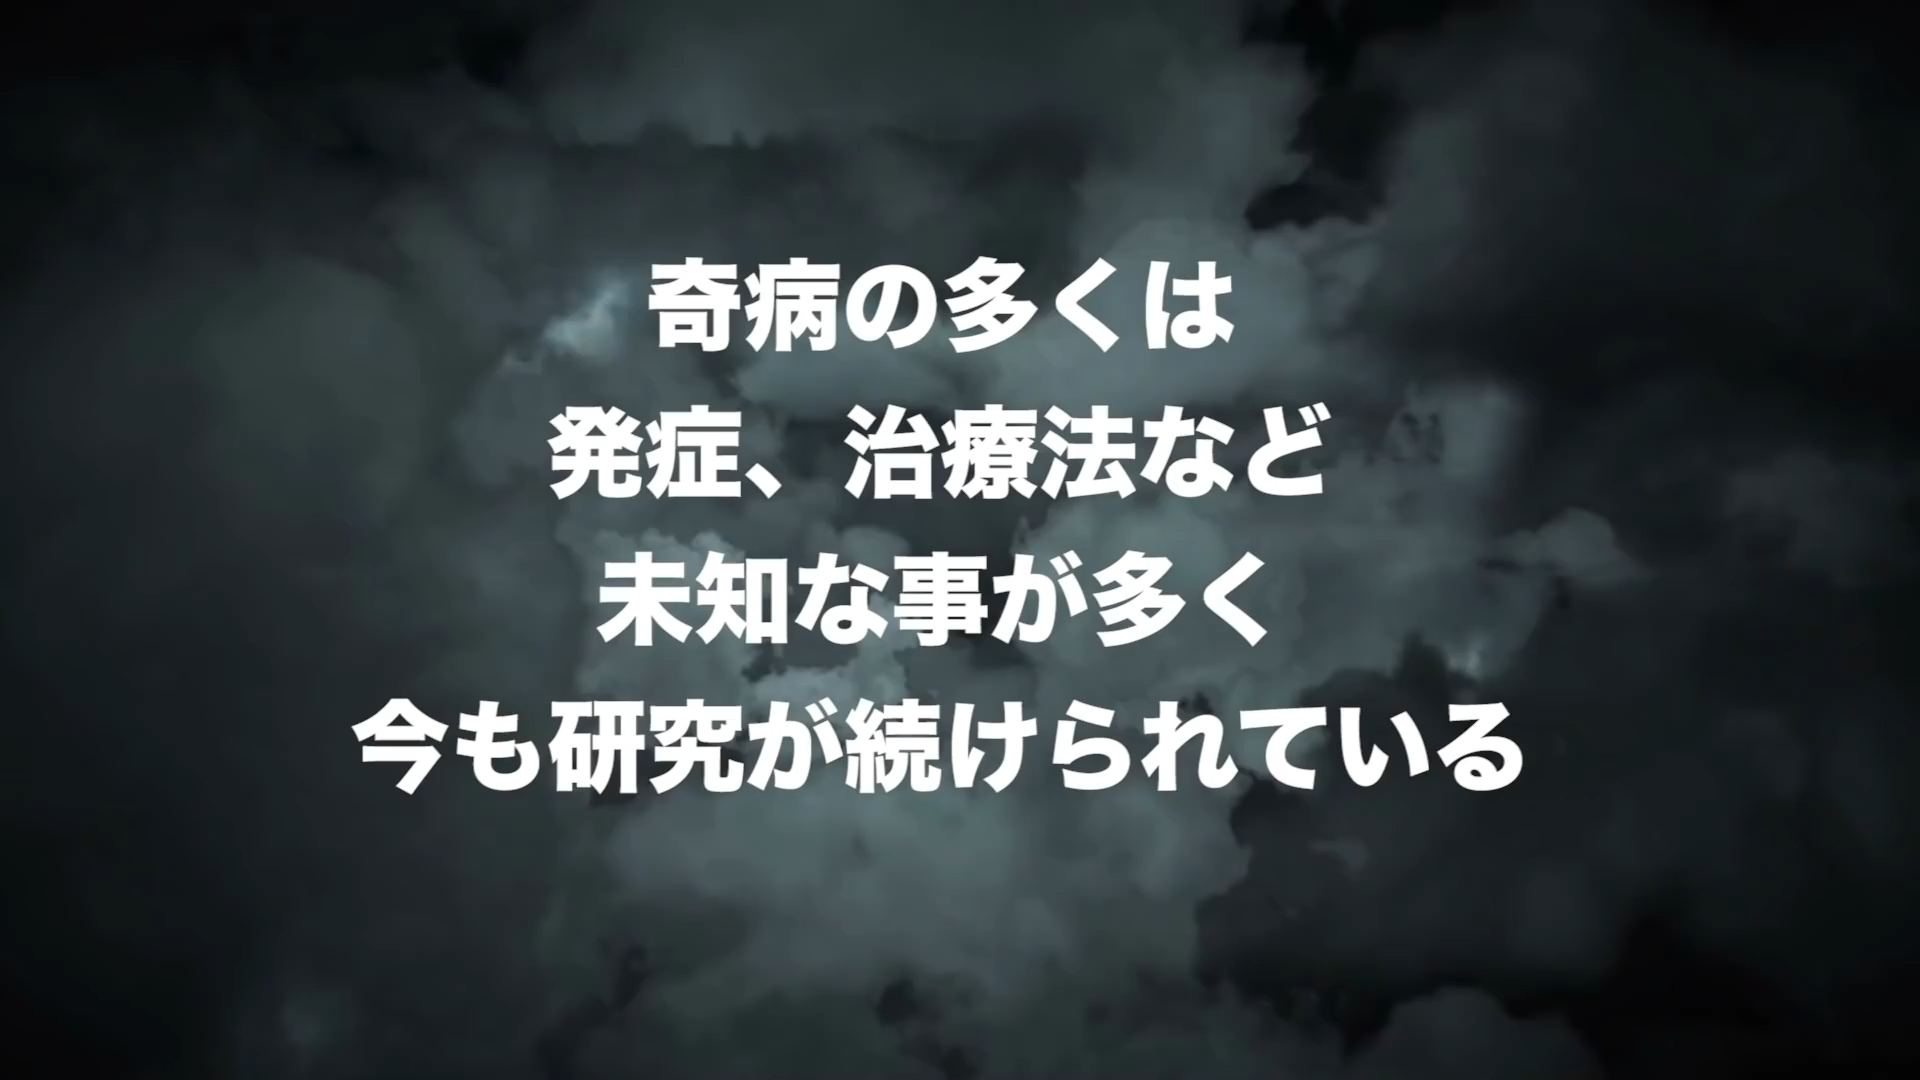 奇病の多くは
発症、治療法など
未知な事が多く
今も研究が続けられている